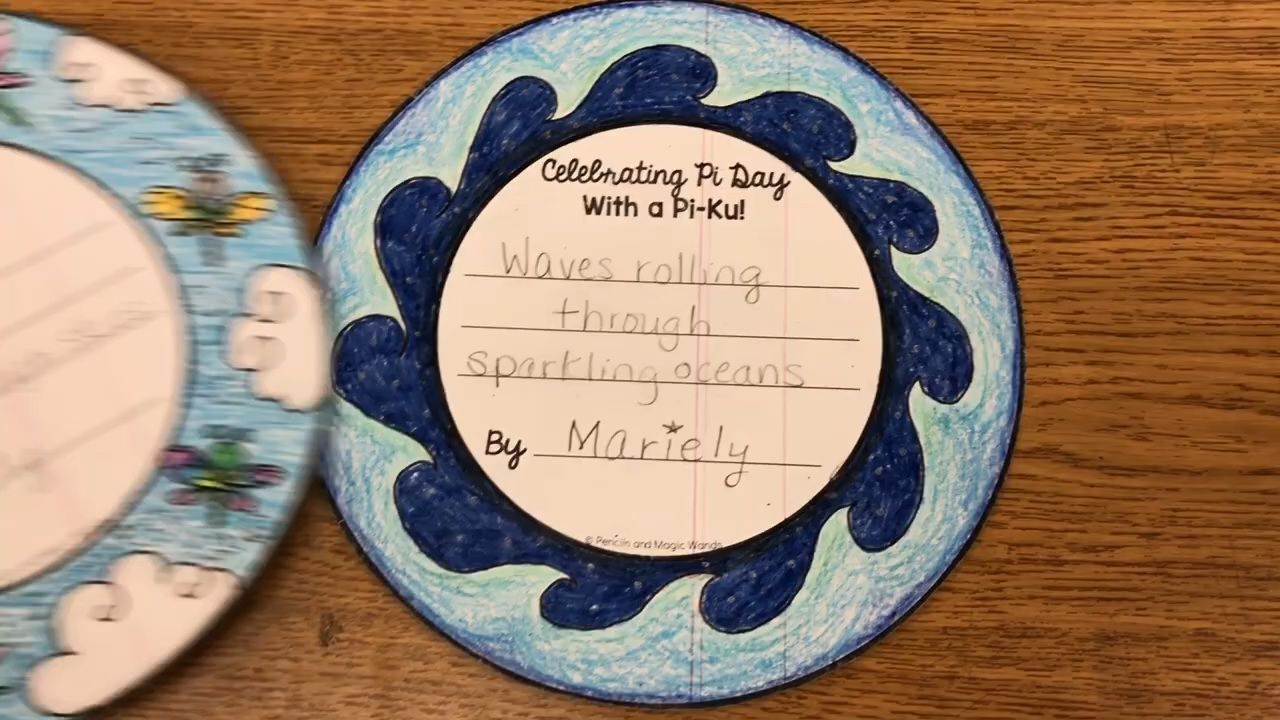 Celebrating Pi Day
With a Pi-Ku!
Waves rolling
through
sparkling oceans
By Mariely
© Pencils and Magic Wands